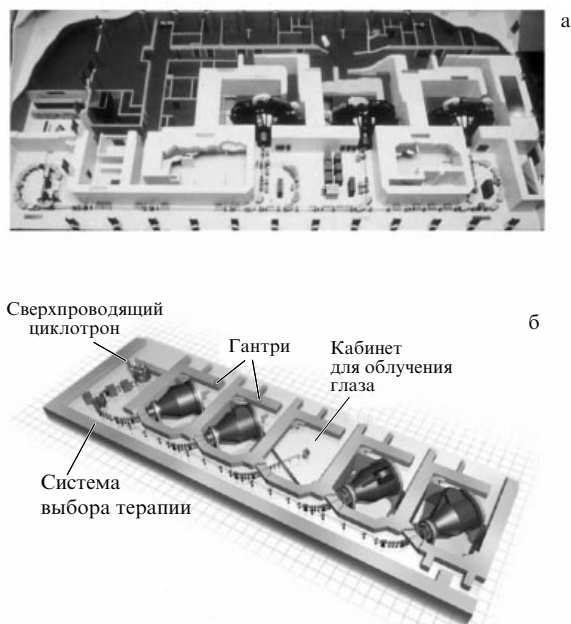 а
Сверхпроводящий
циклотрон
Гантри
Кабинет
для облучения
глаза
б
Система
выбора терапии